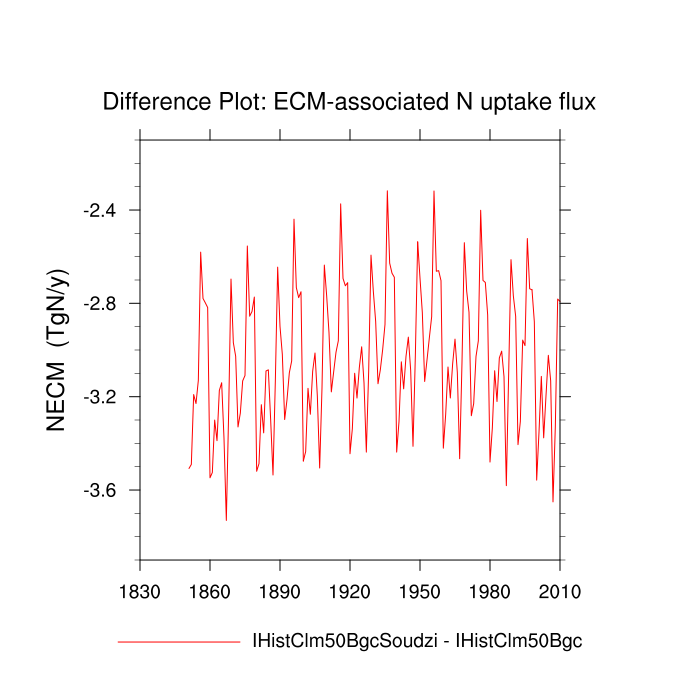 Difference Plot: ECM-associated N uptake flux
NECM (TgN/y)
-2.4
-2.8
-3.2
-3.6
1830 1860 1890 1920 1950 1980 2010
IHistClm50BgcSoudzi - IHistClm50Bgc